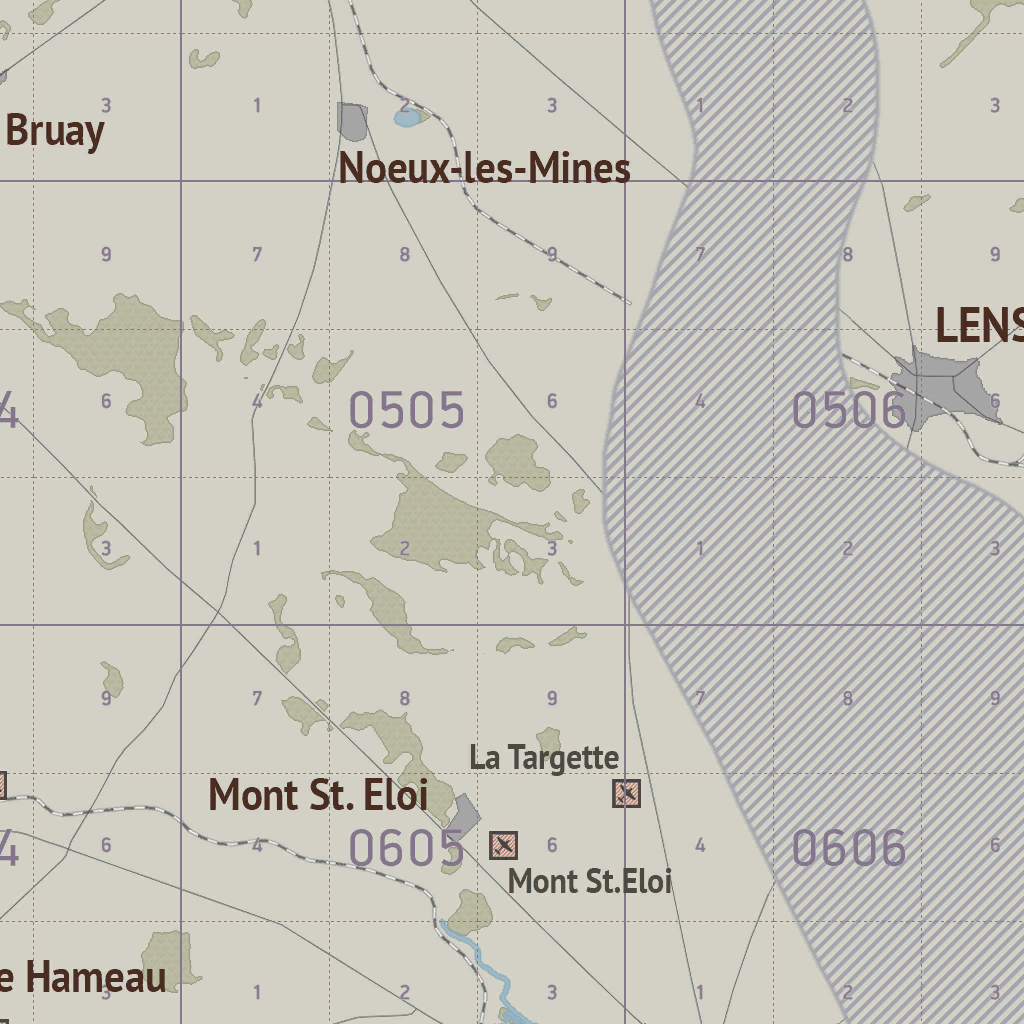 3 1 2 3 1 2 3
Bruay
Noeux-les-Mines
9 7 8 9 7 8 9
LENS
4 6 4 0505 6 4 0506 6
3 1 2 3 1 2 3
9 7 8 9 7 8 9
La Targette
Mont St. Eloi
4 6 4 0605 6 4 0606 6
Mont St.Eloi
e Hameau
3 1 2 3 1 2 3